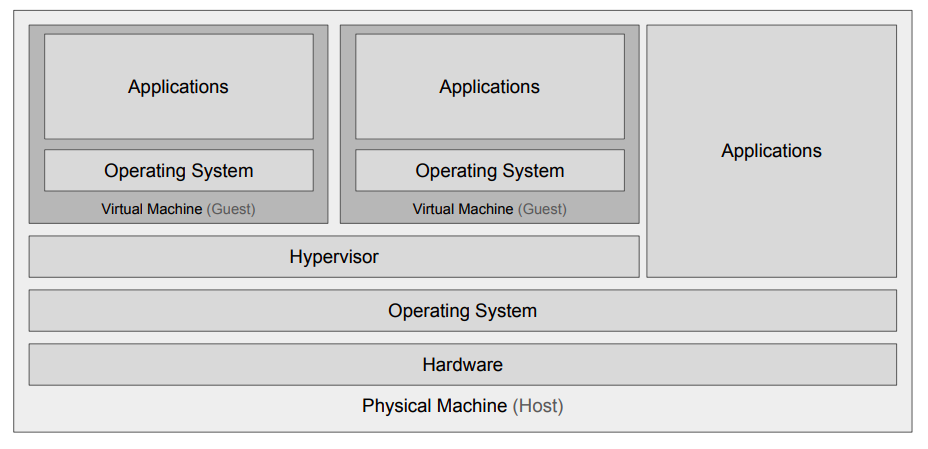 Applications
Operating System
Virtual Machine (Guest)
Applications
Operating System
Virtual Machine (Guest)
Applications
Hypervisor
Operating System
Hardware
Physical Machine (Host)